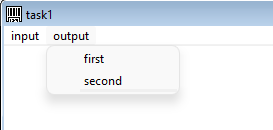 task1
input output
first
second